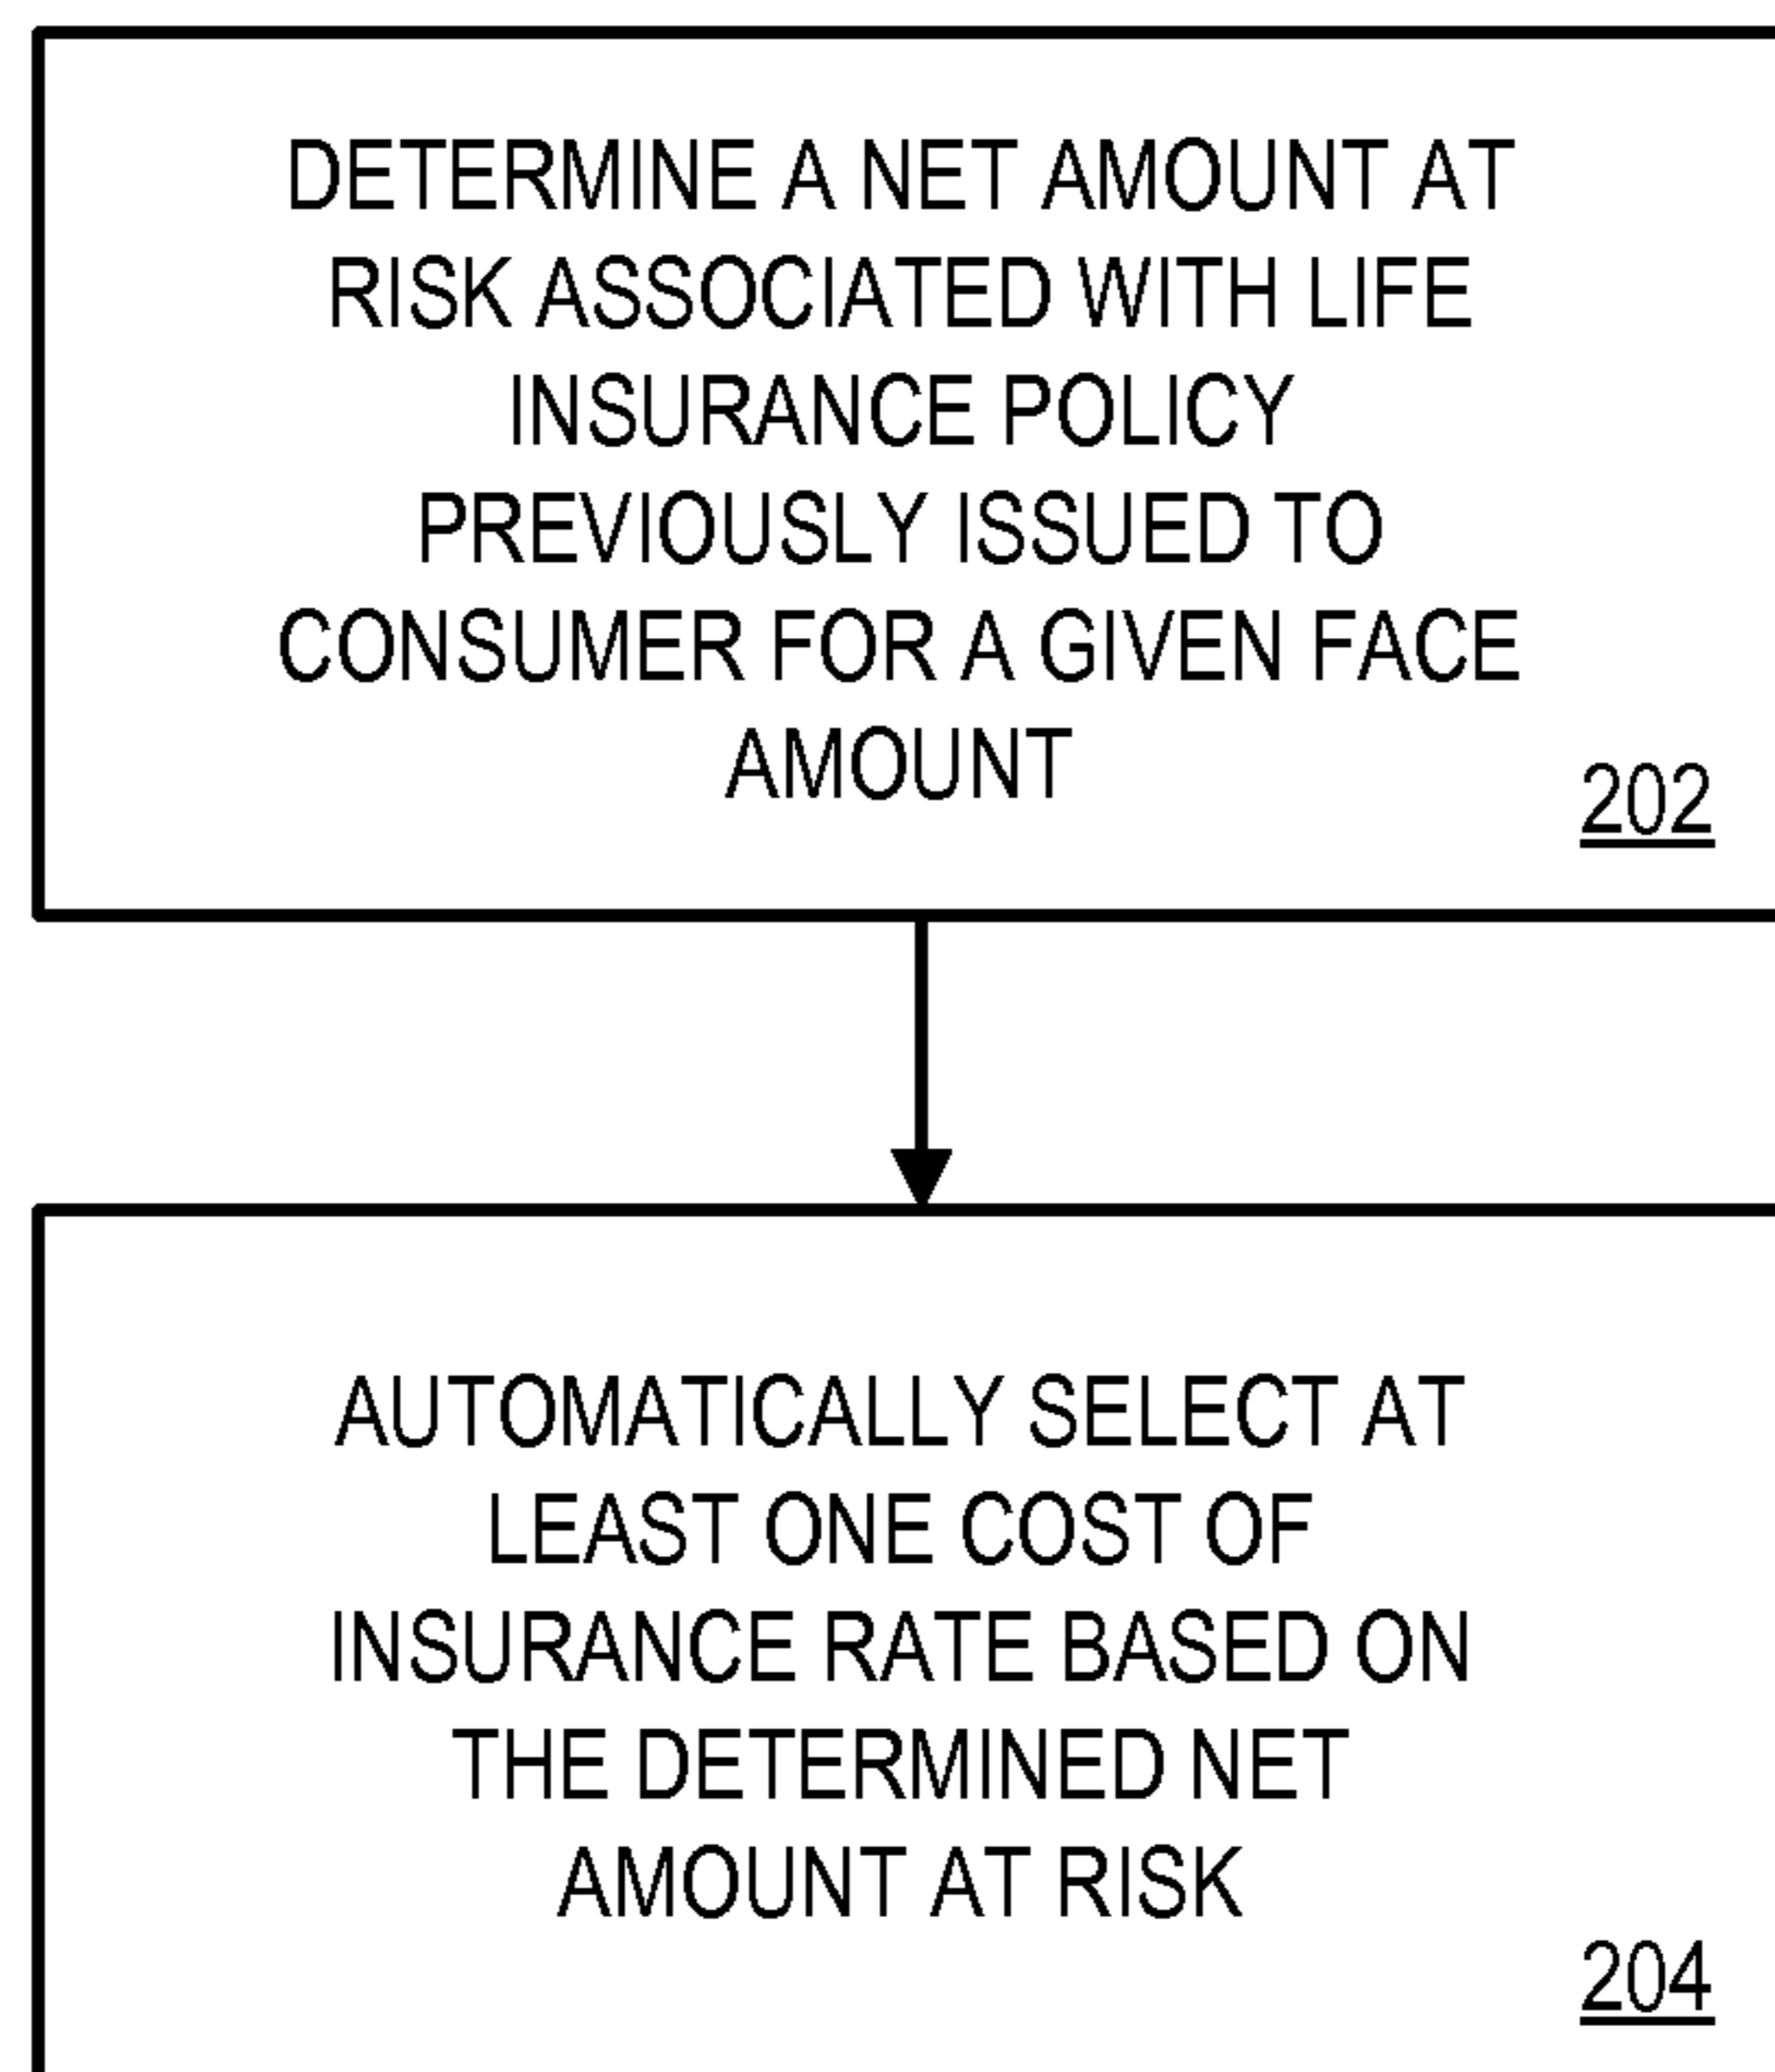 DETERMINE A NET AMOUNT AT
RISK ASSOCIATED WITH LIFE
INSURANCE POLICY
PREVIOUSLY ISSUED TO
CONSUMER FOR A GIVEN FACE
AMOUNT
202
AUTOMATICALLY SELECT AT
LEAST ONE COST OF
INSURANCE RATE BASED ON
THE DETERMINED NET
AMOUNT AT RISK
204